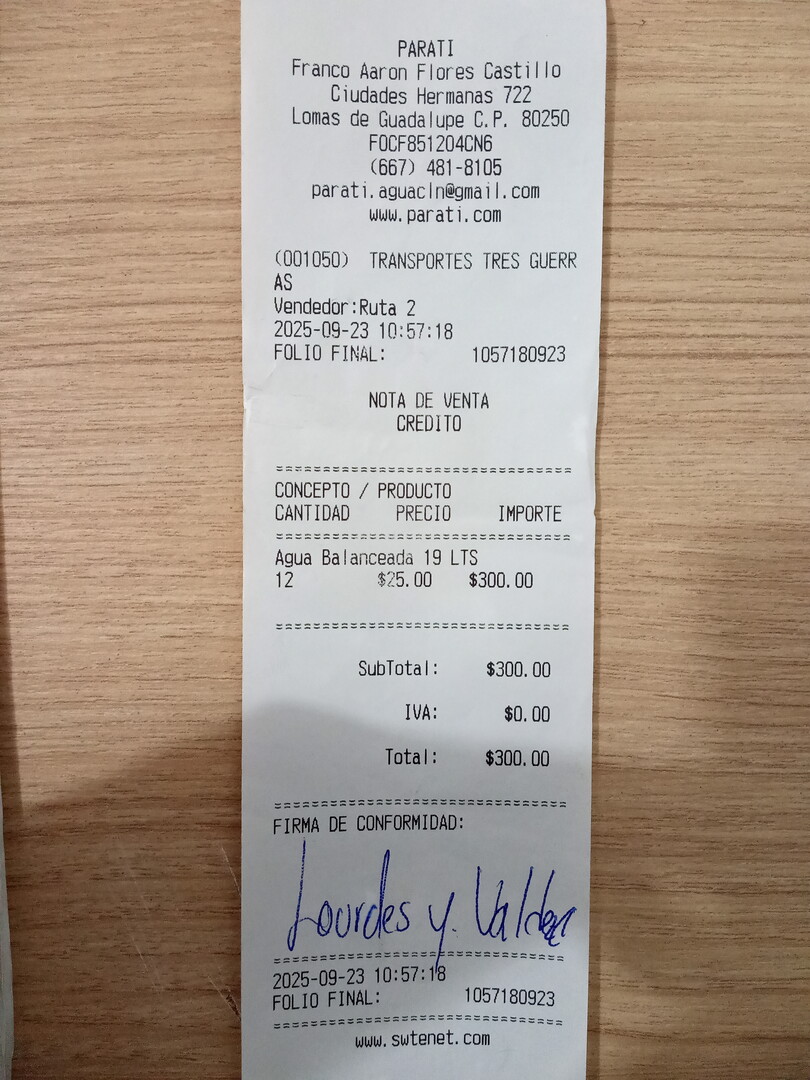 PARATI
Franco Aaron Flores Castillo
Ciudades Hermanas 722
Lomas de Guadalupe C.P. 80250
FOCF851204CN6
(667) 481-8105
parati.aguacln@gmail.com
www.parati.com
(001050) TRANSPORTES TRES GUERR
AS
Vendedor:Ruta 2
2025-09-23 10:57:18
FOLIO FINAL: 1057180923
NOTA DE VENTA
CREDITO
==============================
CONCEPTO / PRODUCTO
CANTIDAD PRECIO IMPORTE
==============================
Agua Balanceada 19 LTS
12 $25.00 $300.00
==============================
SubTotal: $300.00
IVA: $0.00
Total: $300.00
==============================
FIRMA DE CONFORMIDAD:
Lourdes y. Valdez
==============================
2025-09-23 10:57:18
FOLIO FINAL: 1057180923
==============================
www.swtenet.com